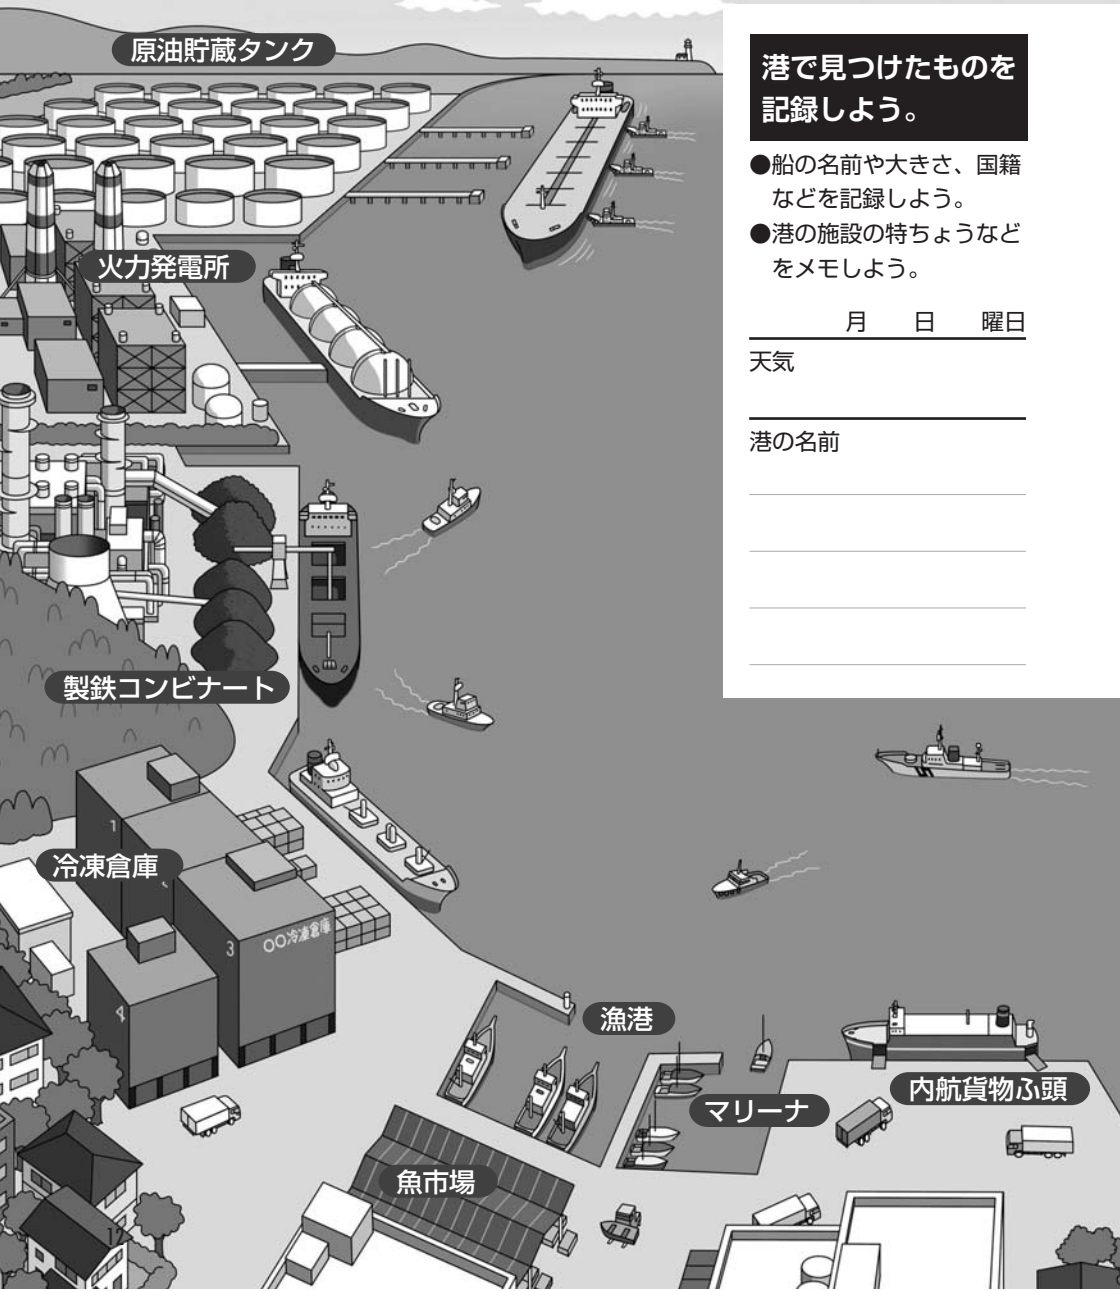 原油貯蔵タンク
港で見つけたものを
記録しよう。
●船の名前や大きさ、国籍
などを記録しよう。
●港の施設の特ちょうなど
をメモしよう。
月 日 曜日
天気
港の名前
火力発電所
製鉄コンビナート
1
冷凍倉庫
3
〇〇冷凍倉庫
4
漁港
マリーナ
内航貨物ふ頭
魚市場